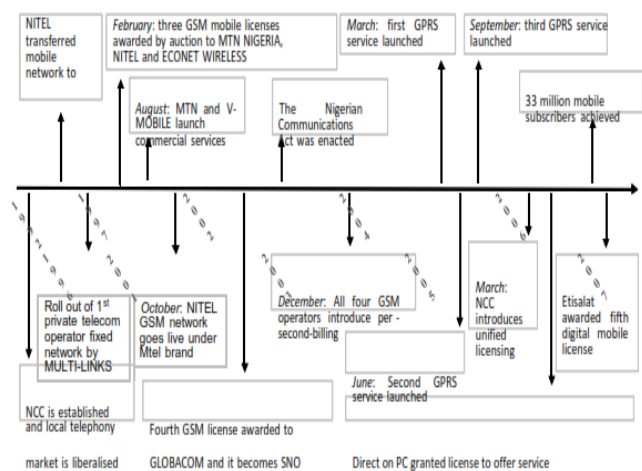 NITEL
transferred
mobile
network to
February: three GSM mobile licenses
awarded by auction to MTN NIGERIA,
NITEL and ECONET WIRELESS
March: first GPRS
service launched
September: third GPRS service
launched
August: MTN and V-
MOBILE launch
commercial services
The Nigerian
Communications
Act was enacted
33 million mobile
subscribers achieved
1992
1996
1997
2001
2002
2001
2004
2005
2006
2007
Roll out of 1st
private telecom
operator fixed
network by
MULTI-LINKS
October: NITEL
GSM network
goes live under
Mtel brand
December: All four GSM
operators introduce per -
second-billing
March:
NCC
introduces
unified
licensing
Etisalat
awarded fifth
digital mobile
license
June: Second GPRS
service launched
NCC is established
and local telephony
market is liberalised
Fourth GSM license awarded to
GLOBACOM and it becomes SNO
Direct on PC granted license to offer service